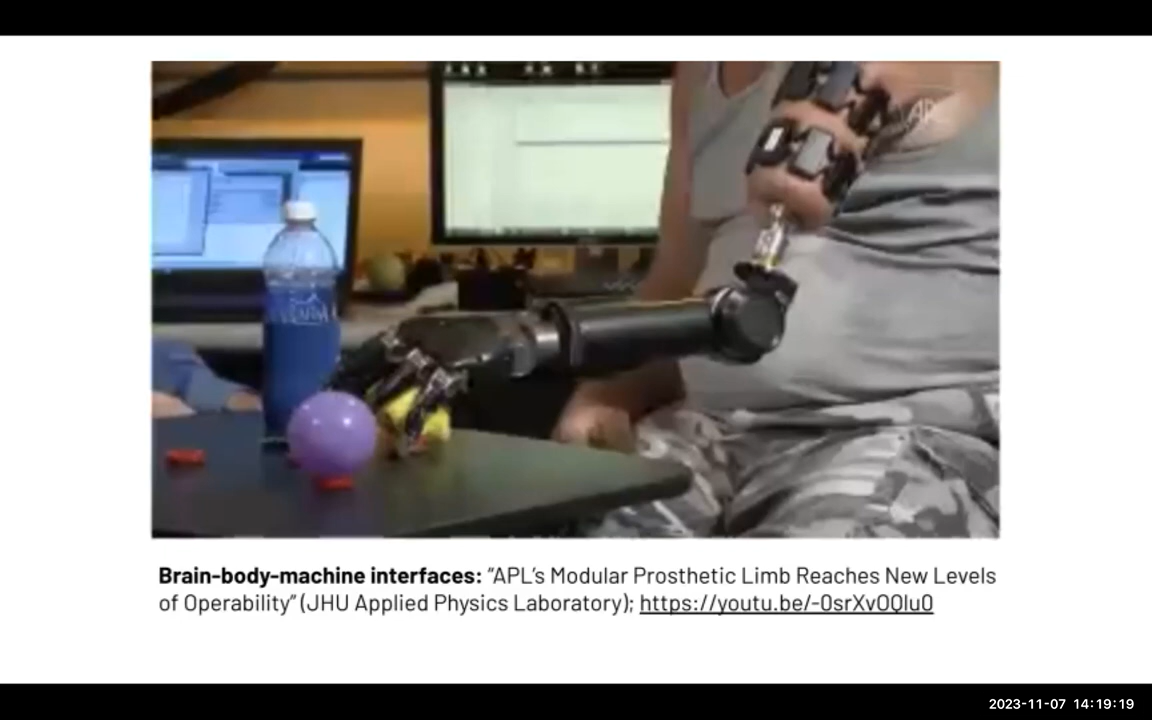 APL
Brain-body-machine interfaces: “APL’s Modular Prosthetic Limb Reaches New Levels
of Operability” (JHU Applied Physics Laboratory); https://youtu.be/-0srXvOQlu0
2023-11-07 14:19:19